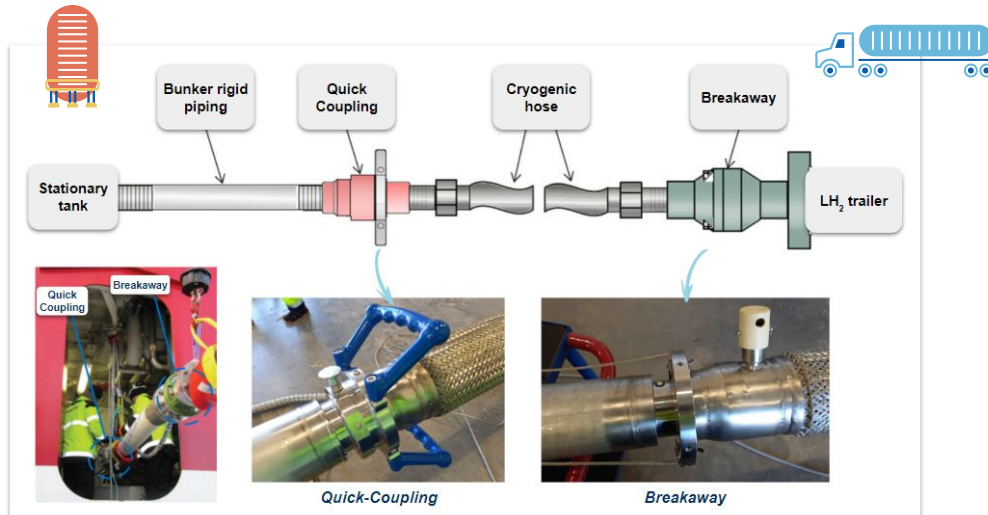 Bunker rigid
piping
Quick
Coupling
Cryogenic
hose
Breakaway
Stationary
tank
LH₂ trailer
Breakaway
Quick
Coupling
Quick-Coupling
Breakaway